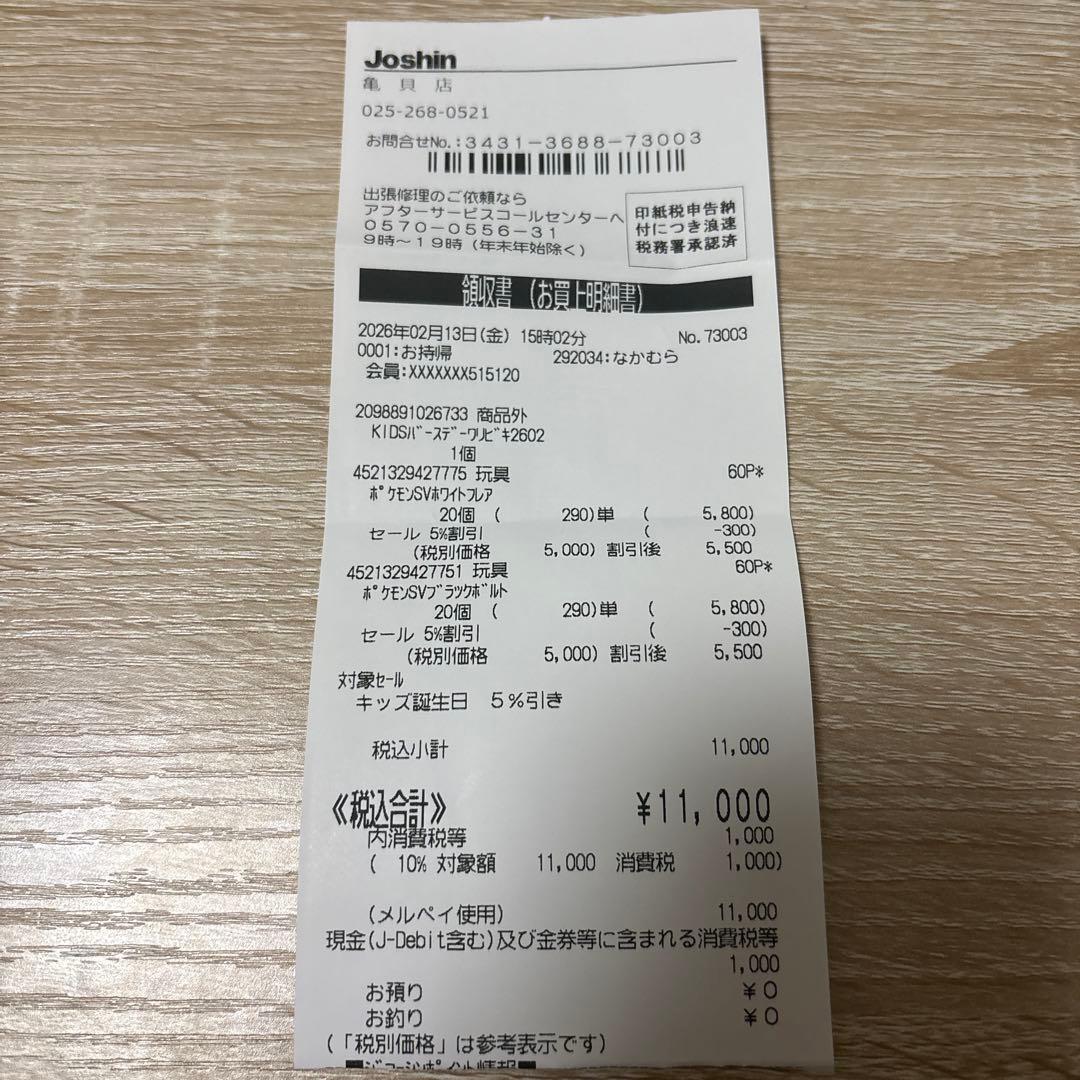 Joshin
亀 貝 店
025-268-0521
お問合せNo.:3431-3688-73003
出張修理のご依頼なら
アフターサービスコールセンターへ
0570-0556-31
9時～19時(年末年始除く)
印紙税申告納
付につき浪速
税務署承認済
領収書 (お買上明細書)
2026年02月13日(金) 15時02分 No.73003
0001:お持帰 292034:なかむら
会員:XXXXXXX515120
2098891026733 商品外
KIDSﾊﾞｰｽﾃﾞｰﾜﾘﾋﾞｷ2602
1個
4521329427775 玩具 60P*
ﾎﾟｹﾓﾝSVﾎﾜｲﾄﾌﾚｱ
20個 ( 290)単 ( 5,800)
セール 5%割引 ( -300)
(税別価格 5,000) 割引後 5,500
4521329427751 玩具 60P*
ﾎﾟｹﾓﾝSVﾌﾞﾗｯｸﾎﾞﾙﾄ
20個 ( 290)単 ( 5,800)
セール 5%割引 ( -300)
(税別価格 5,000) 割引後 5,500
対象ｾｰﾙ
キッズ誕生日 5%引き
税込小計 11,000
《税込合計》 ¥11,000
内消費税等 1,000
( 10% 対象額 11,000 消費税 1,000)
(メルペイ使用) 11,000
現金(J-Debit含む)及び金券等に含まれる消費税等
1,000
お預り ¥0
お釣り ¥0
(「税別価格」は参考表示です)
■ｼﾞｮｰｼﾝﾎﾟｲﾝﾄ情報■